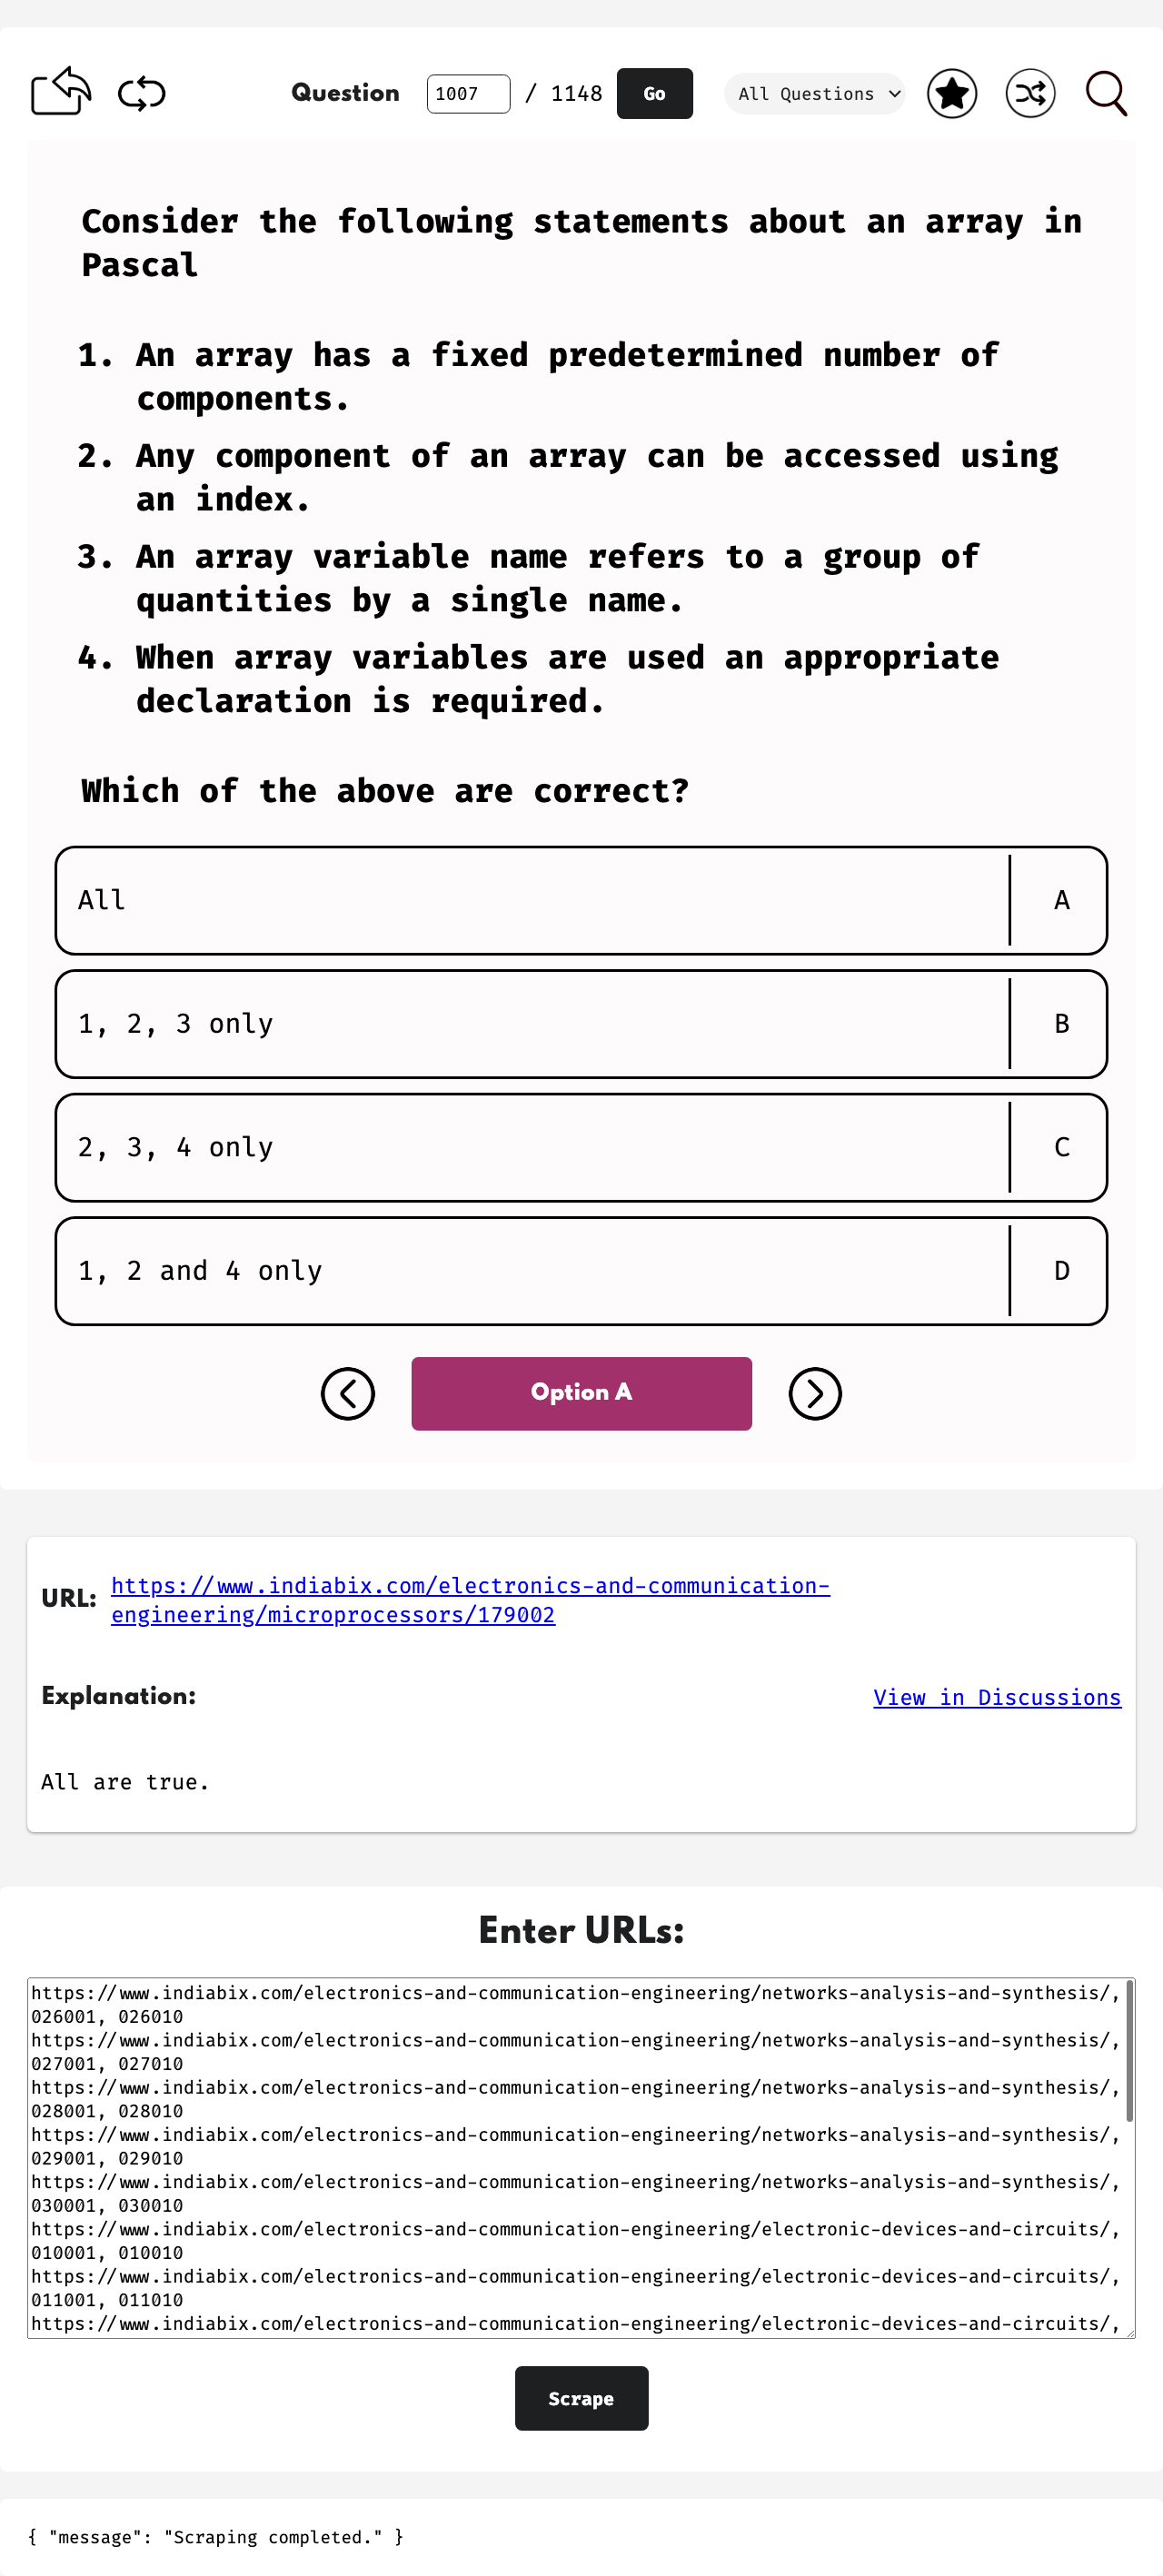 Question 1007 / 1148 Go All Questions
Consider the following statements about an array in
Pascal
1. An array has a fixed predetermined number of
components.
2. Any component of an array can be accessed using
an index.
3. An array variable name refers to a group of
quantities by a single name.
4. When array variables are used an appropriate
declaration is required.
Which of the above are correct?
All A
1, 2, 3 only B
2, 3, 4 only C
1, 2 and 4 only D
Option A
URL: https://www.indiabix.com/electronics-and-communication-
engineering/microprocessors/179002
Explanation: View in Discussions
All are true.
Enter URLs:
https://www.indiabix.com/electronics-and-communication-engineering/networks-analysis-and-synthesis/,
026001, 026010
https://www.indiabix.com/electronics-and-communication-engineering/networks-analysis-and-synthesis/,
027001, 027010
https://www.indiabix.com/electronics-and-communication-engineering/networks-analysis-and-synthesis/,
028001, 028010
https://www.indiabix.com/electronics-and-communication-engineering/networks-analysis-and-synthesis/,
029001, 029010
https://www.indiabix.com/electronics-and-communication-engineering/networks-analysis-and-synthesis/,
030001, 030010
https://www.indiabix.com/electronics-and-communication-engineering/electronic-devices-and-circuits/,
010001, 010010
https://www.indiabix.com/electronics-and-communication-engineering/electronic-devices-and-circuits/,
011001, 011010
https://www.indiabix.com/electronics-and-communication-engineering/electronic-devices-and-circuits/,
Scrape
{ "message": "Scraping completed." }